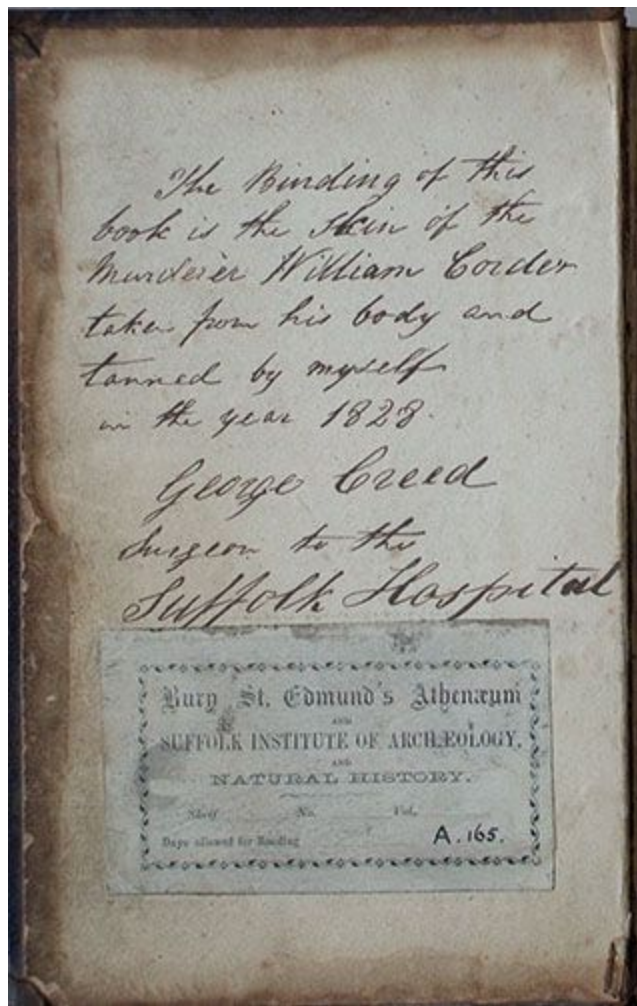 The Binding of this
book is the Skin of the
Murderer William Corder
taken from his body and
tanned by myself
in the year 1828.
George Creed
Surgeon to the
Suffolk Hospital
Bury St. Edmund's Athenæum
AND
SUFFOLK INSTITUTE OF ARCHÆOLOGY,
AND
NATURAL HISTORY.
Shelf No. Vol.
Days allowed for Reading A.165.